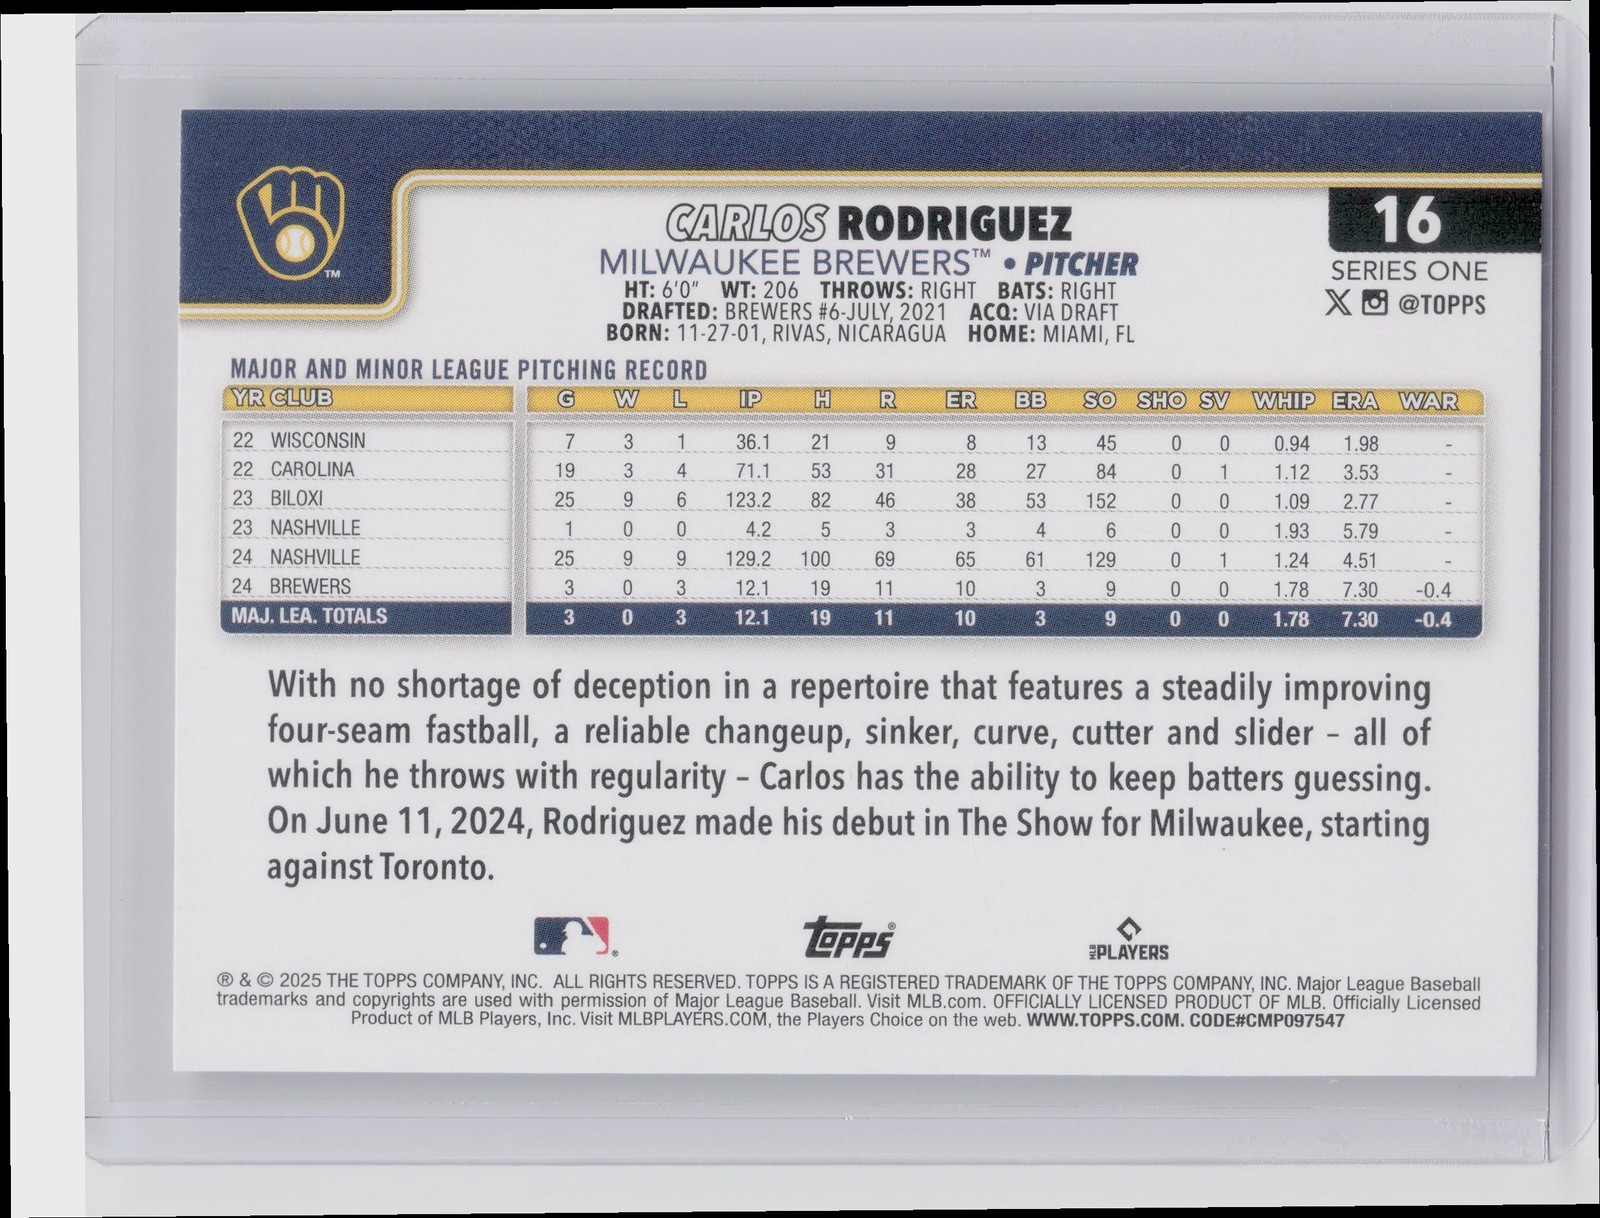 16
CARLOS RODRIGUEZ
MILWAUKEE BREWERS™ • PITCHER
SERIES ONE
@TOPPS
HT: 6'0" WT: 206 THROWS: RIGHT BATS: RIGHT
DRAFTED: BREWERS #6-JULY, 2021 ACQ: VIA DRAFT
BORN: 11-27-01, RIVAS, NICARAGUA HOME: MIAMI, FL
TM
MAJOR AND MINOR LEAGUE PITCHING RECORD
YR CLUB G W L IP H R ER BB SO SHO SV WHIP ERA WAR
22 WISCONSIN 7 3 1 36.1 21 9 8 13 45 0 0 0.94 1.98 -
22 CAROLINA 19 3 4 71.1 53 31 28 27 84 0 1 1.12 3.53 -
23 BILOXI 25 9 6 123.2 82 46 38 53 152 0 0 1.09 2.77 -
23 NASHVILLE 1 0 0 4.2 5 3 3 4 6 0 0 1.93 5.79 -
24 NASHVILLE 25 9 9 129.2 100 69 65 61 129 0 1 1.24 4.51 -
24 BREWERS 3 0 3 12.1 19 11 10 3 9 0 0 1.78 7.30 -0.4
MAJ. LEA. TOTALS 3 0 3 12.1 19 11 10 3 9 0 0 1.78 7.30 -0.4
With no shortage of deception in a repertoire that features a steadily improving
four-seam fastball, a reliable changeup, sinker, curve, cutter and slider – all of
which he throws with regularity – Carlos has the ability to keep batters guessing.
On June 11, 2024, Rodriguez made his debut in The Show for Milwaukee, starting
against Toronto.
topps®
MLB PLAYERS
® & © 2025 THE TOPPS COMPANY, INC. ALL RIGHTS RESERVED. TOPPS IS A REGISTERED TRADEMARK OF THE TOPPS COMPANY, INC. Major League Baseball
trademarks and copyrights are used with permission of Major League Baseball. Visit MLB.com. OFFICIALLY LICENSED PRODUCT OF MLB. Officially Licensed
Product of MLB Players, Inc. Visit MLBPLAYERS.COM, the Players Choice on the web. WWW.TOPPS.COM. CODE#CMP097547